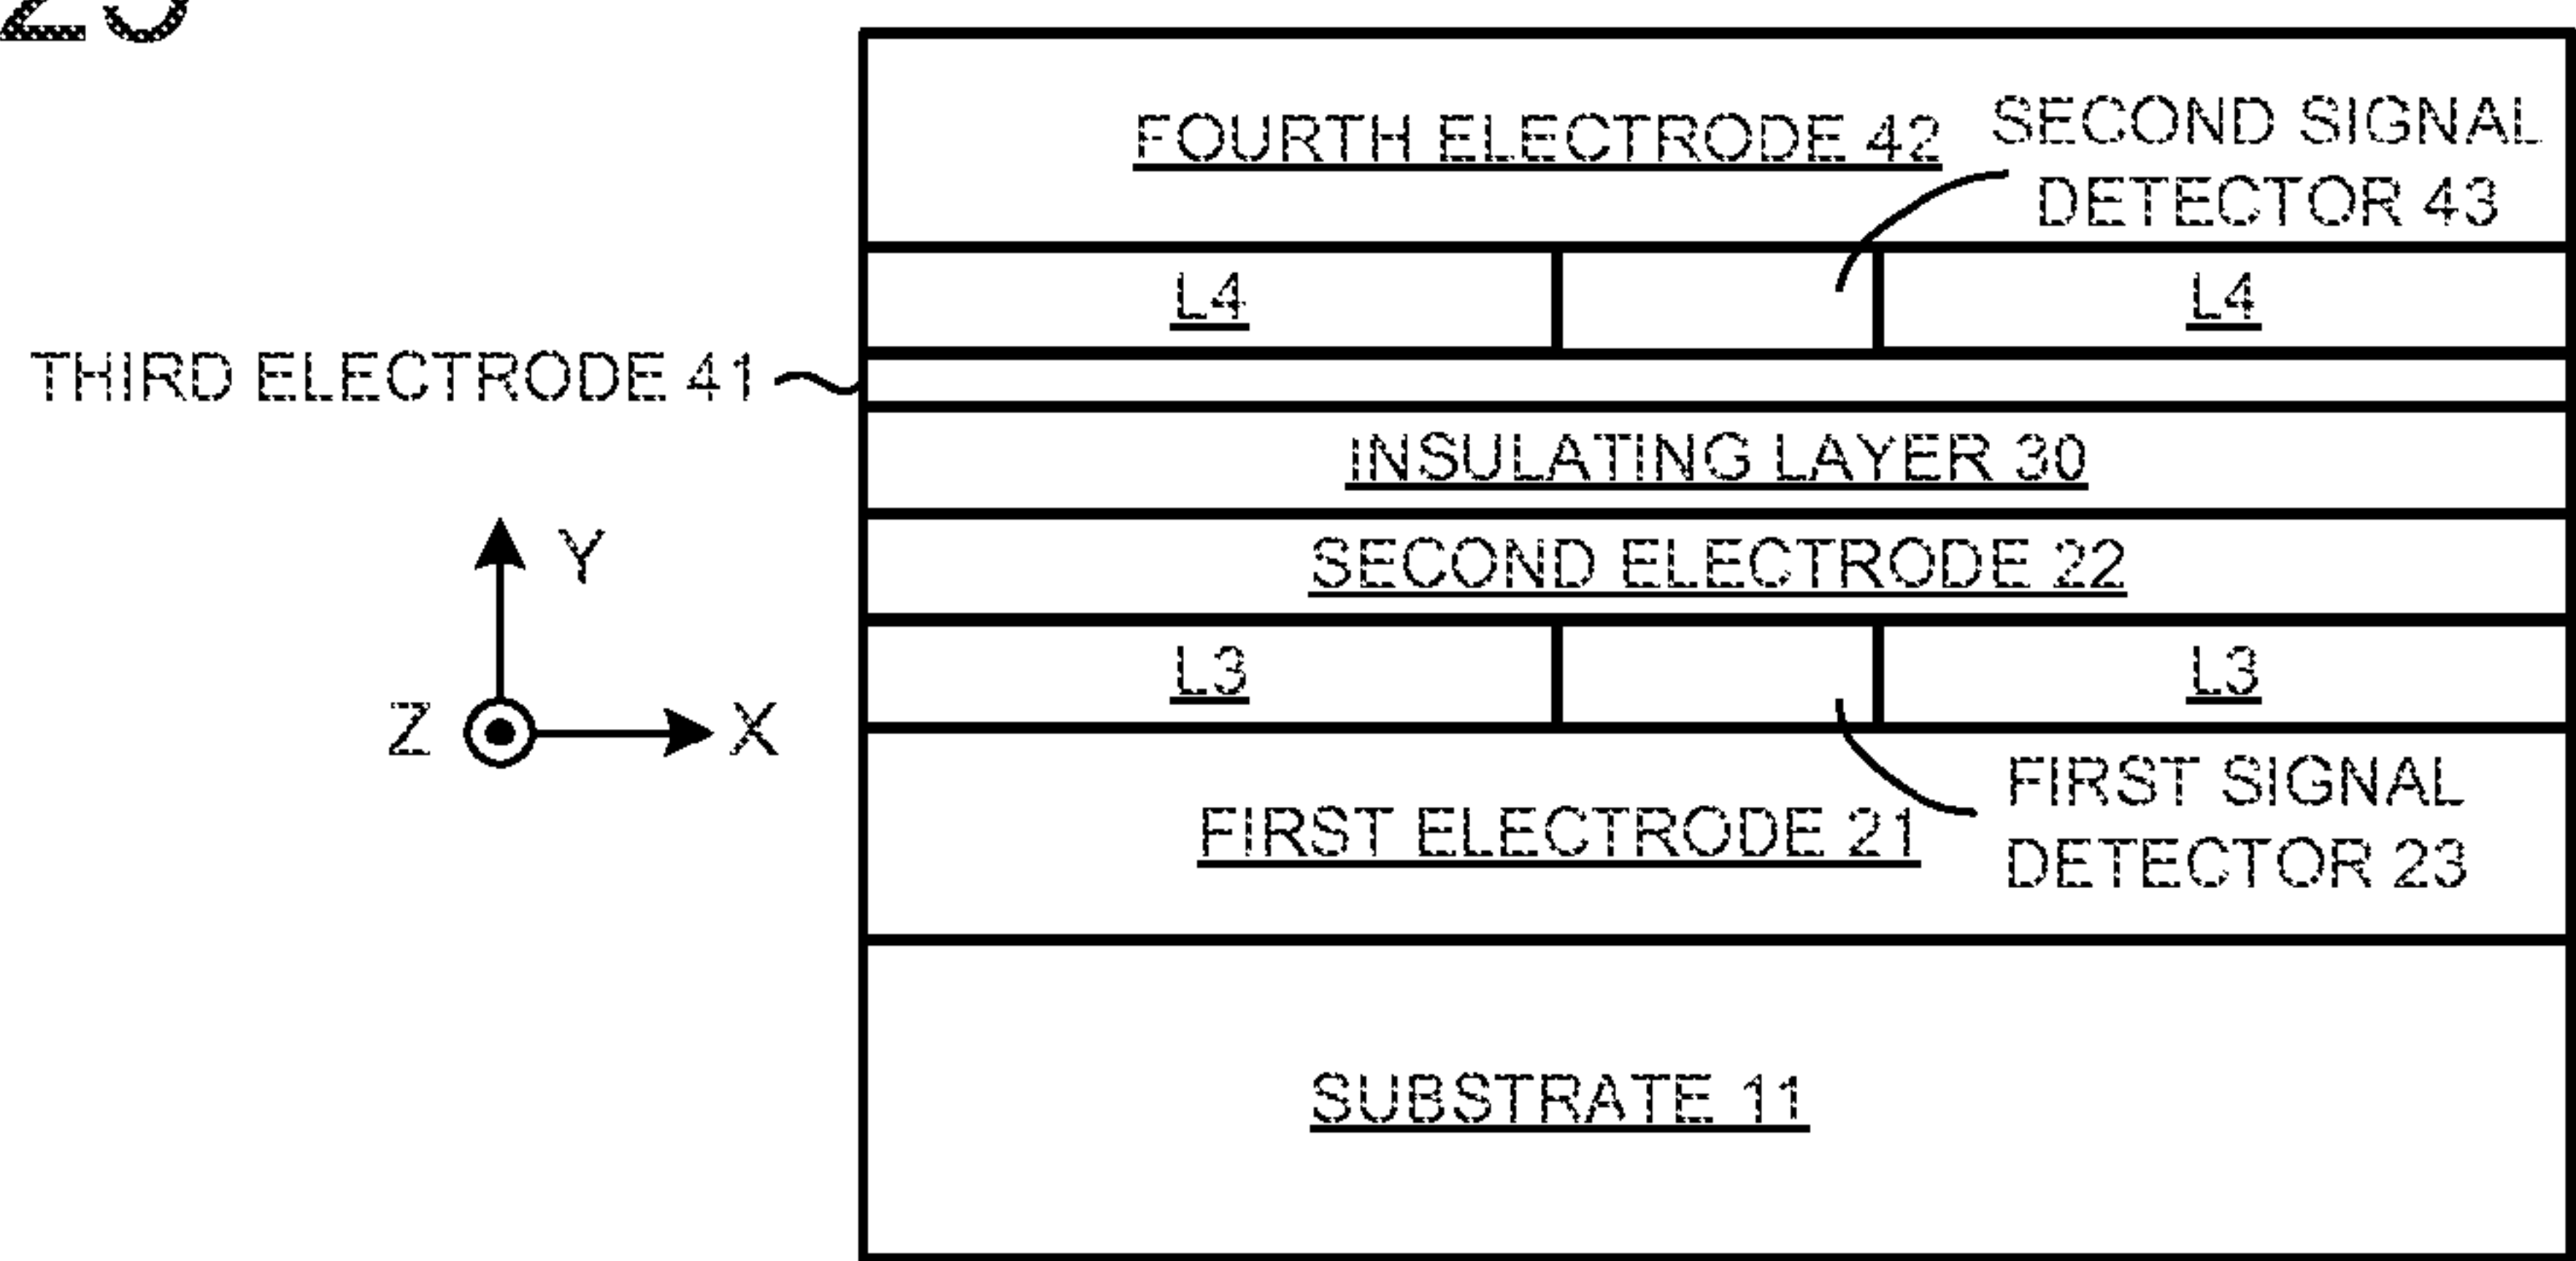 FOURTH ELECTRODE 42
SECOND SIGNAL
DETECTOR 43
L4
L4
THIRD ELECTRODE 41
INSULATING LAYER 30
SECOND ELECTRODE 22
Y
L3
L3
Z
X
FIRST SIGNAL
DETECTOR 23
FIRST ELECTRODE 21
SUBSTRATE 11